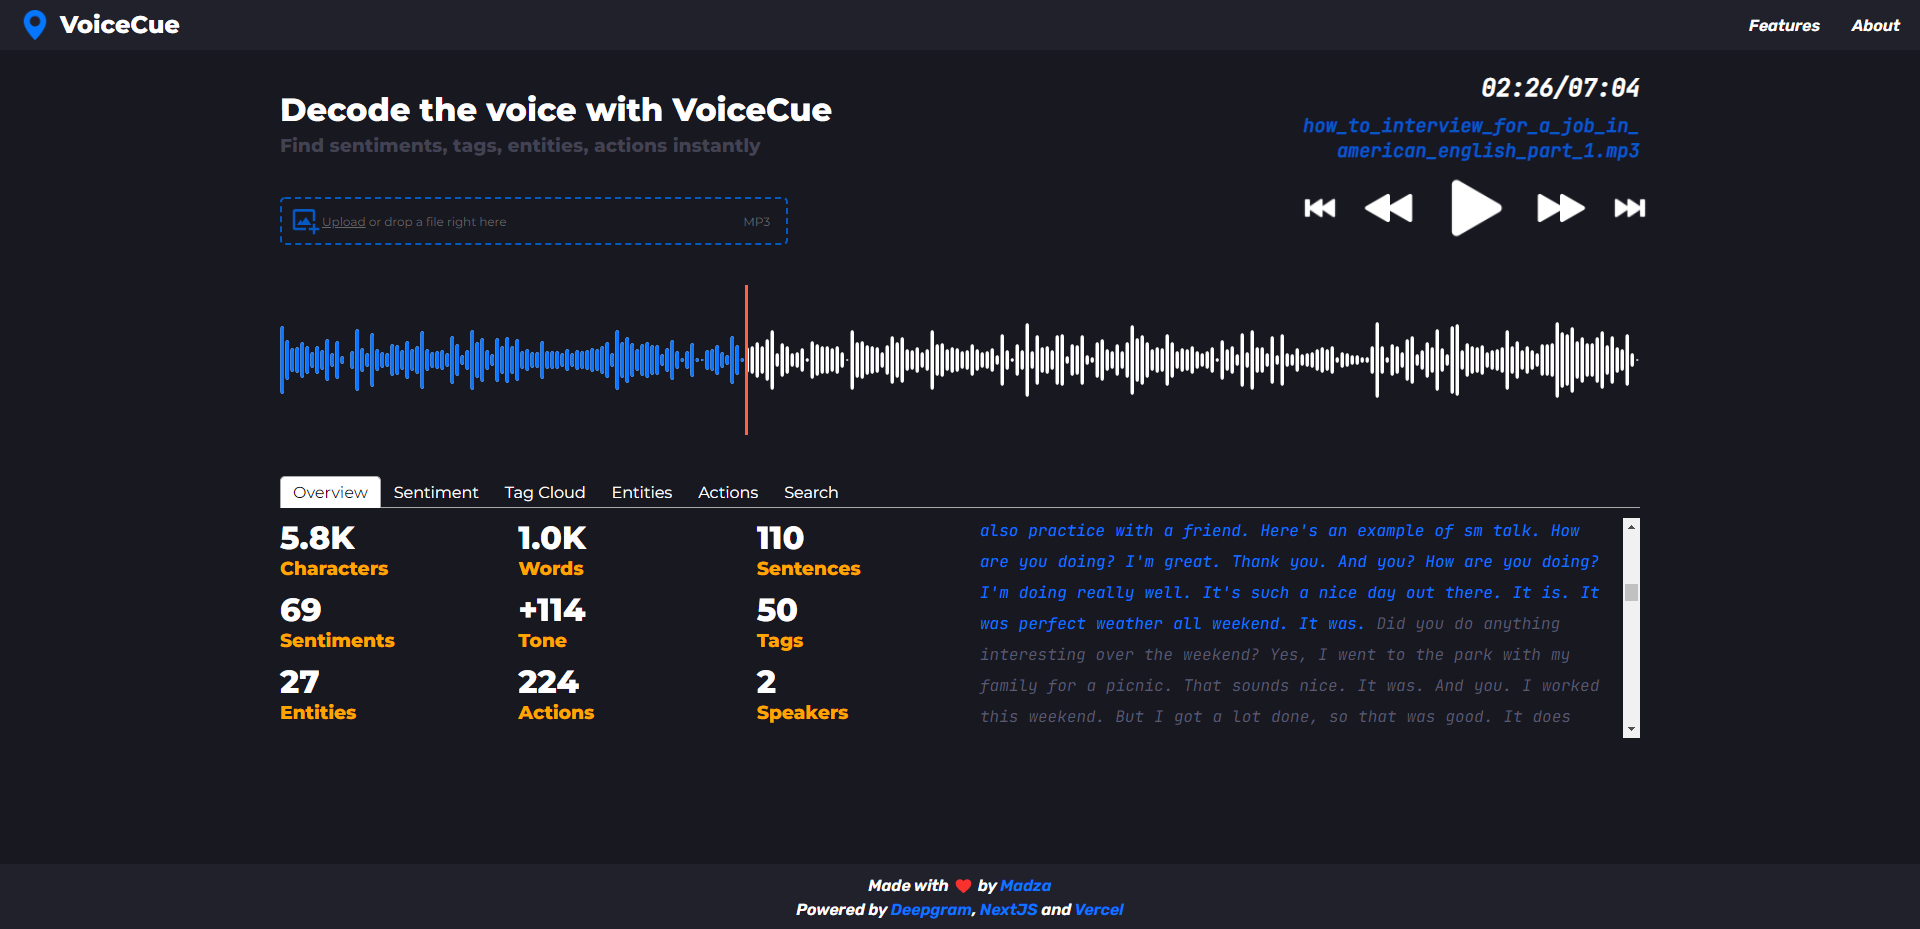 VoiceCue
Features
About
Decode the voice with VoiceCue
Find sentiments, tags, entities, actions instantly
Upload or drop a file right here
MP3
02:26/07:04
how_to_interview_for_a_job_in_
american_english_part_1.mp3
Overview
Sentiment
Tag Cloud
Entities
Actions
Search
5.8K
Characters
1.0K
Words
110
Sentences
69
Sentiments
+114
Tone
50
Tags
27
Entities
224
Actions
2
Speakers
also practice with a friend. Here's an example of sm talk. How
are you doing? I'm great. Thank you. And you? How are you doing?
I'm doing really well. It's such a nice day out there. It is. It
was perfect weather all weekend. It was. Did you do anything
interesting over the weekend? Yes, I went to the park with my
family for a picnic. That sounds nice. It was. And you. I worked
this weekend. But I got a lot done, so that was good. It does
Made with ❤️ by Madza
Powered by Deepgram, NextJS and Vercel